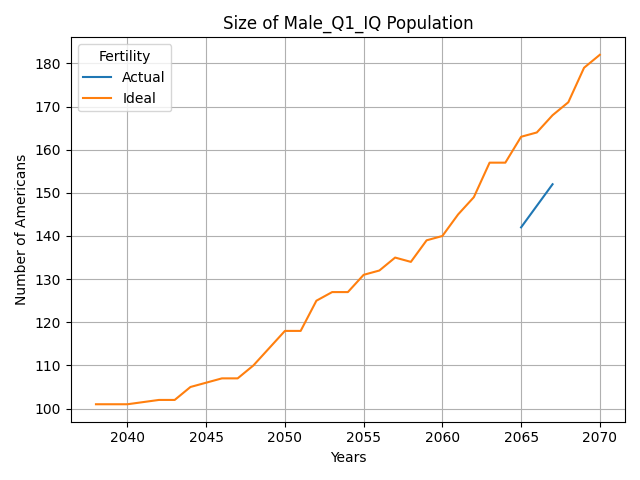 Size of Male_Q1_IQ Population
Fertility
Actual
Ideal
Number of Americans
180
170
160
150
140
130
120
110
100
2040
2045
2050
2055
2060
2065
2070
Years